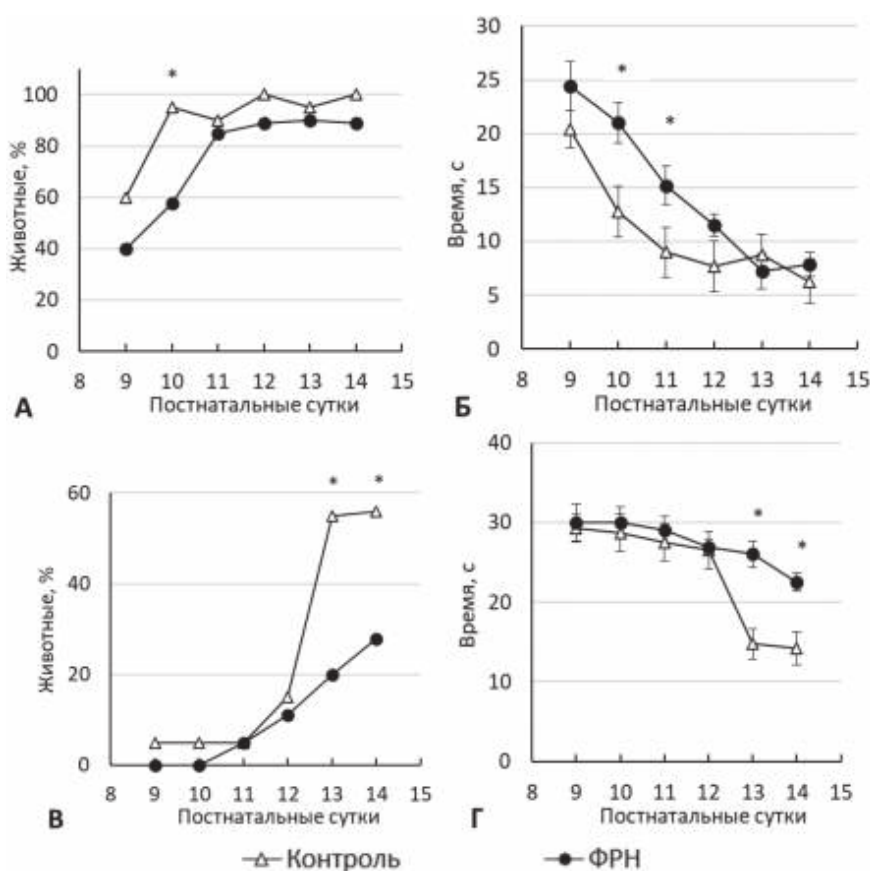 *
100
80
60
40
20
0
Животные, %
8 9 10 11 12 13 14 15
Постнатальные сутки
А
30
25
20
15
10
5
0
Время, с
*
*
8 9 10 11 12 13 14 15
Постнатальные сутки
Б
60
40
20
0
Животные, %
* *
8 9 10 11 12 13 14 15
Постнатальные сутки
В
40
30
20
10
0
Время, с
*
*
8 9 10 11 12 13 14 15
Постнатальные сутки
Г
Контроль ФРН